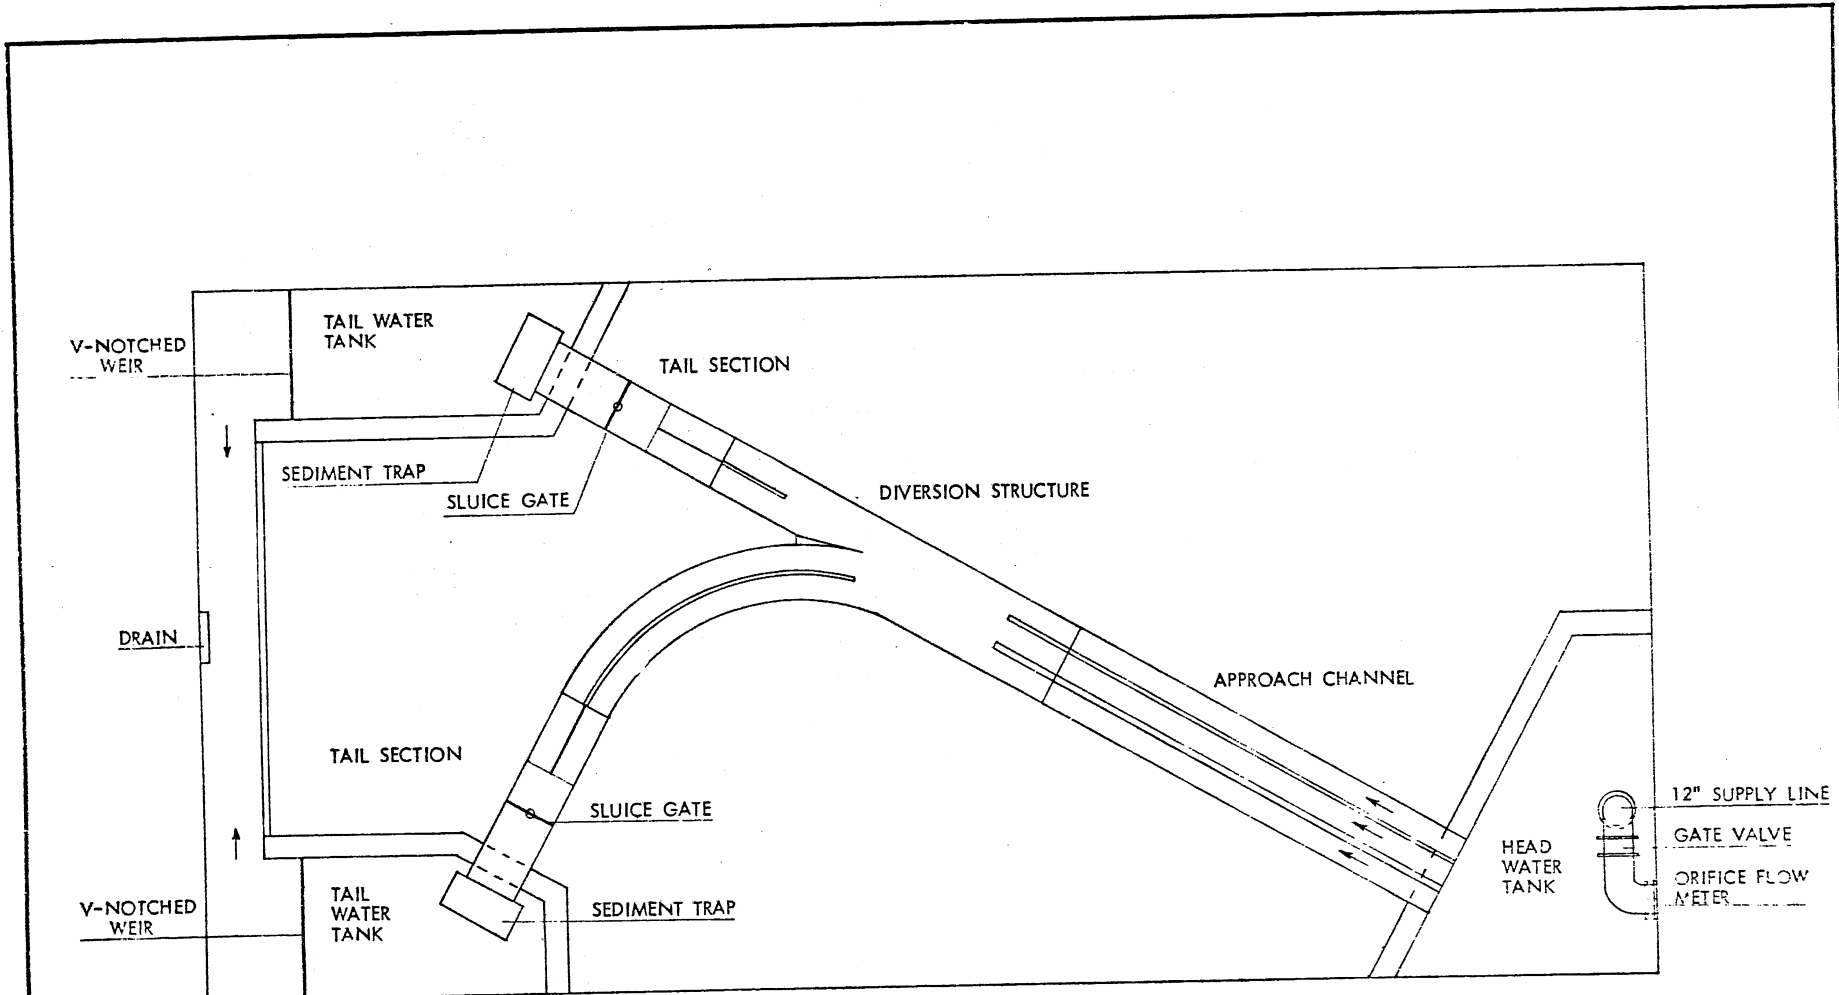 TAIL WATER
TANK
V-NOTCHED
WEIR
TAIL SECTION
SEDIMENT TRAP
SLUICE GATE
DIVERSION STRUCTURE
DRAIN
APPROACH CHANNEL
TAIL SECTION
SLUICE GATE
12" SUPPLY LINE
GATE VALVE
HEAD
WATER
TANK
ORIFICE FLOW
METER
TAIL
WATER
TANK
V-NOTCHED
WEIR
SEDIMENT TRAP